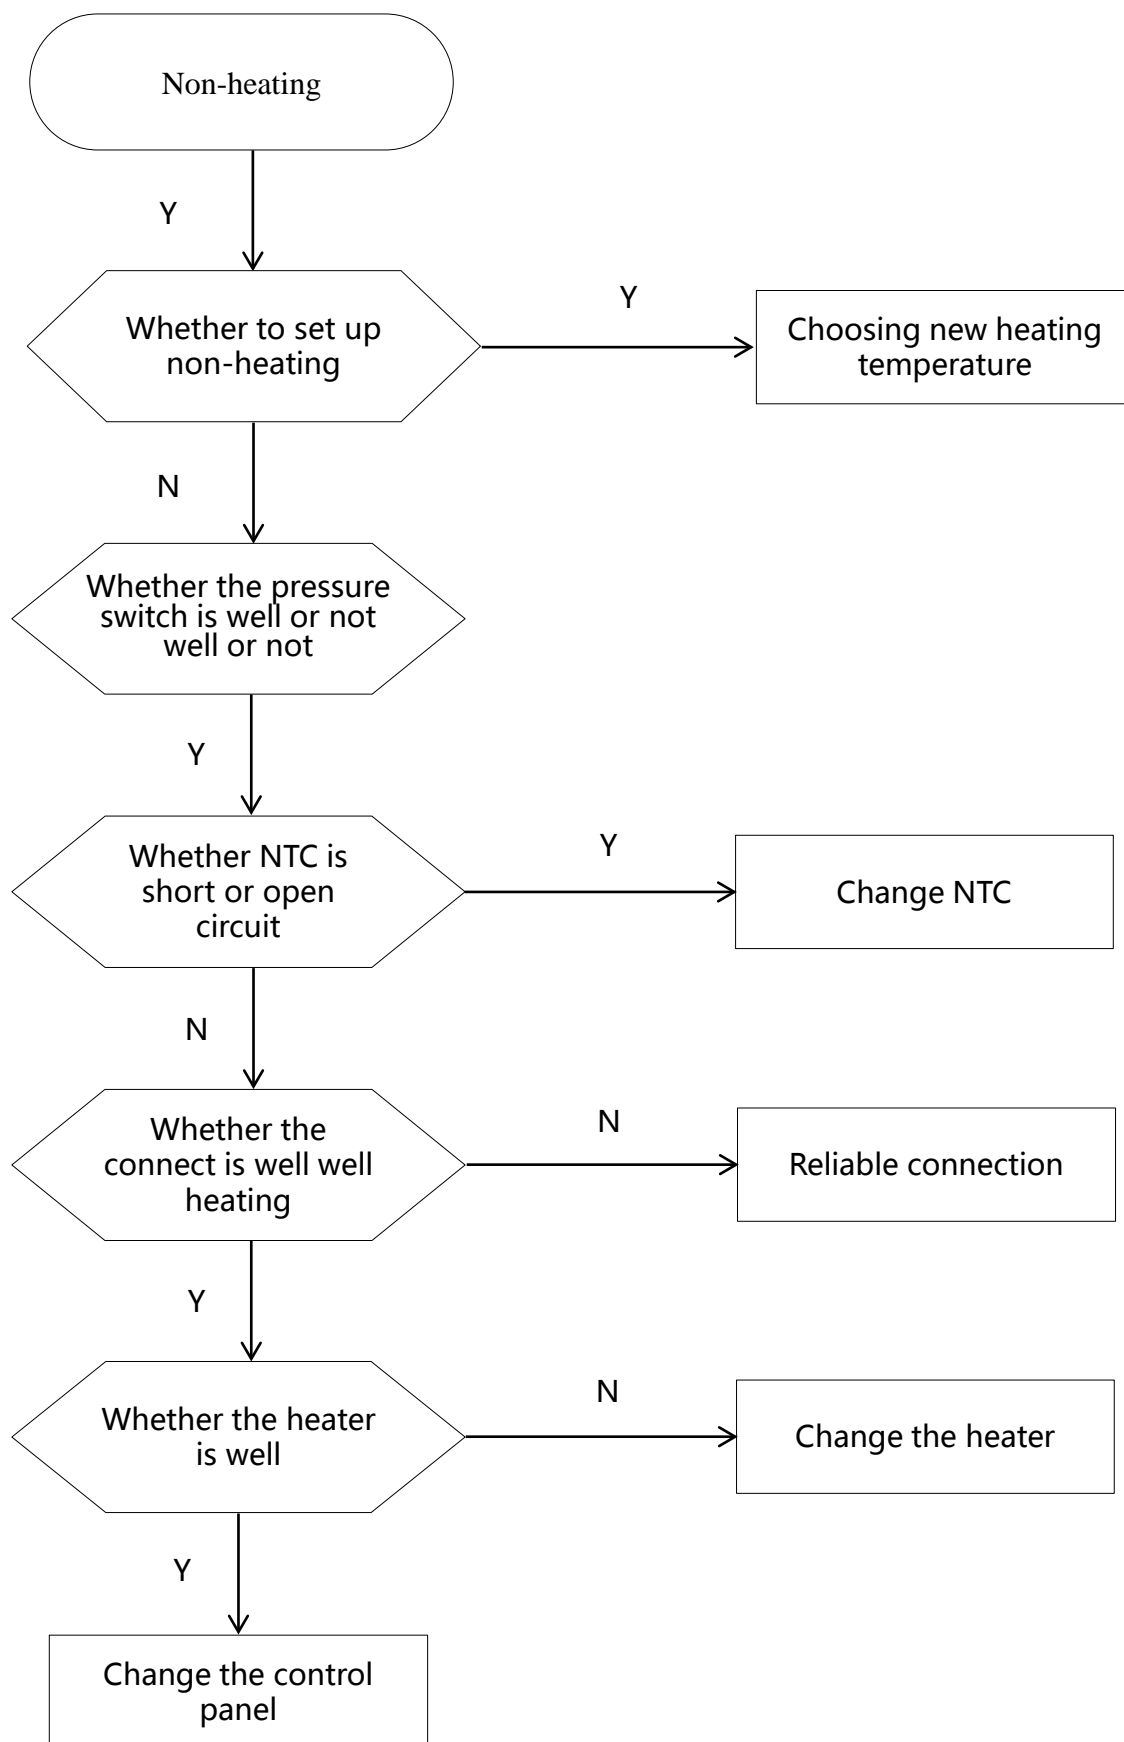 Non-heating
Y
Whether to set up
non-heating
Y
Choosing new heating
temperature
N
Whether the pressure
switch is well or not
well or not
Y
Whether NTC is
short or open
circuit
Y
Change NTC
N
Whether the
connect is well well
heating
N
Reliable connection
Y
Whether the heater
is well
N
Change the heater
Y
Change the control
panel